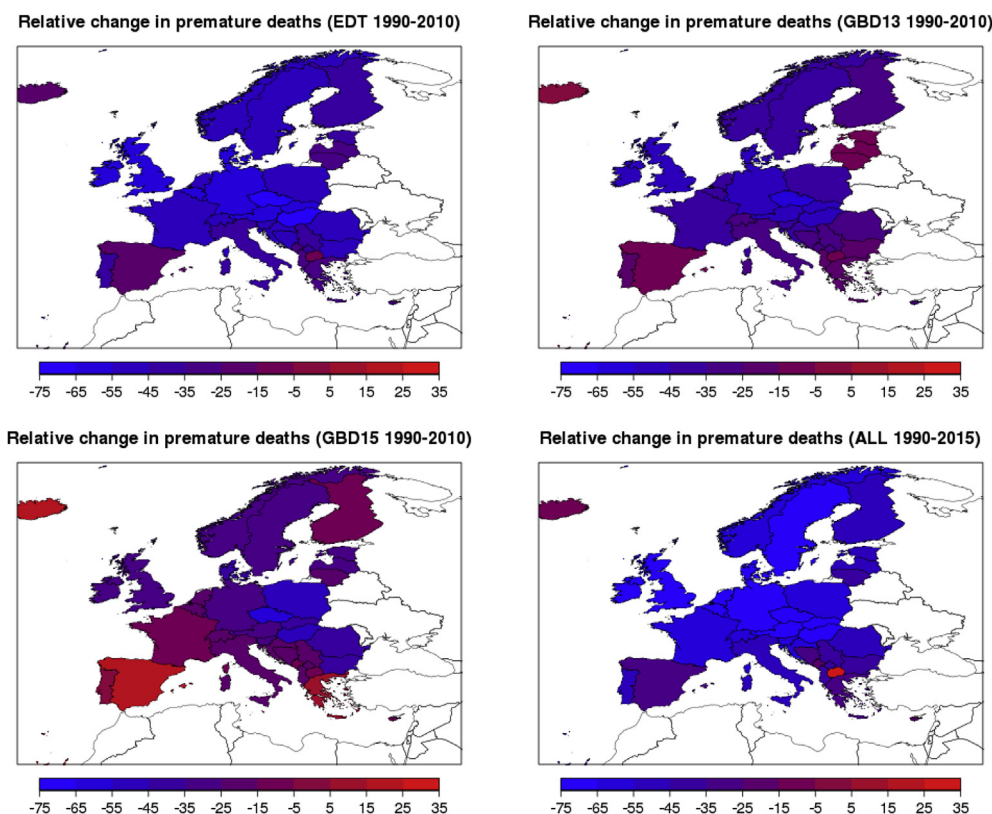 Relative change in premature deaths (EDT 1990-2010)
Relative change in premature deaths (GBD13 1990-2010)
-75 -65 -55 -45 -35 -25 -15 -5 5 15 25 35
-75 -65 -55 -45 -35 -25 -15 -5 5 15 25 35
Relative change in premature deaths (GBD15 1990-2010)
Relative change in premature deaths (ALL 1990-2015)
-75 -65 -55 -45 -35 -25 -15 -5 5 15 25 35
-75 -65 -55 -45 -35 -25 -15 -5 5 15 25 35